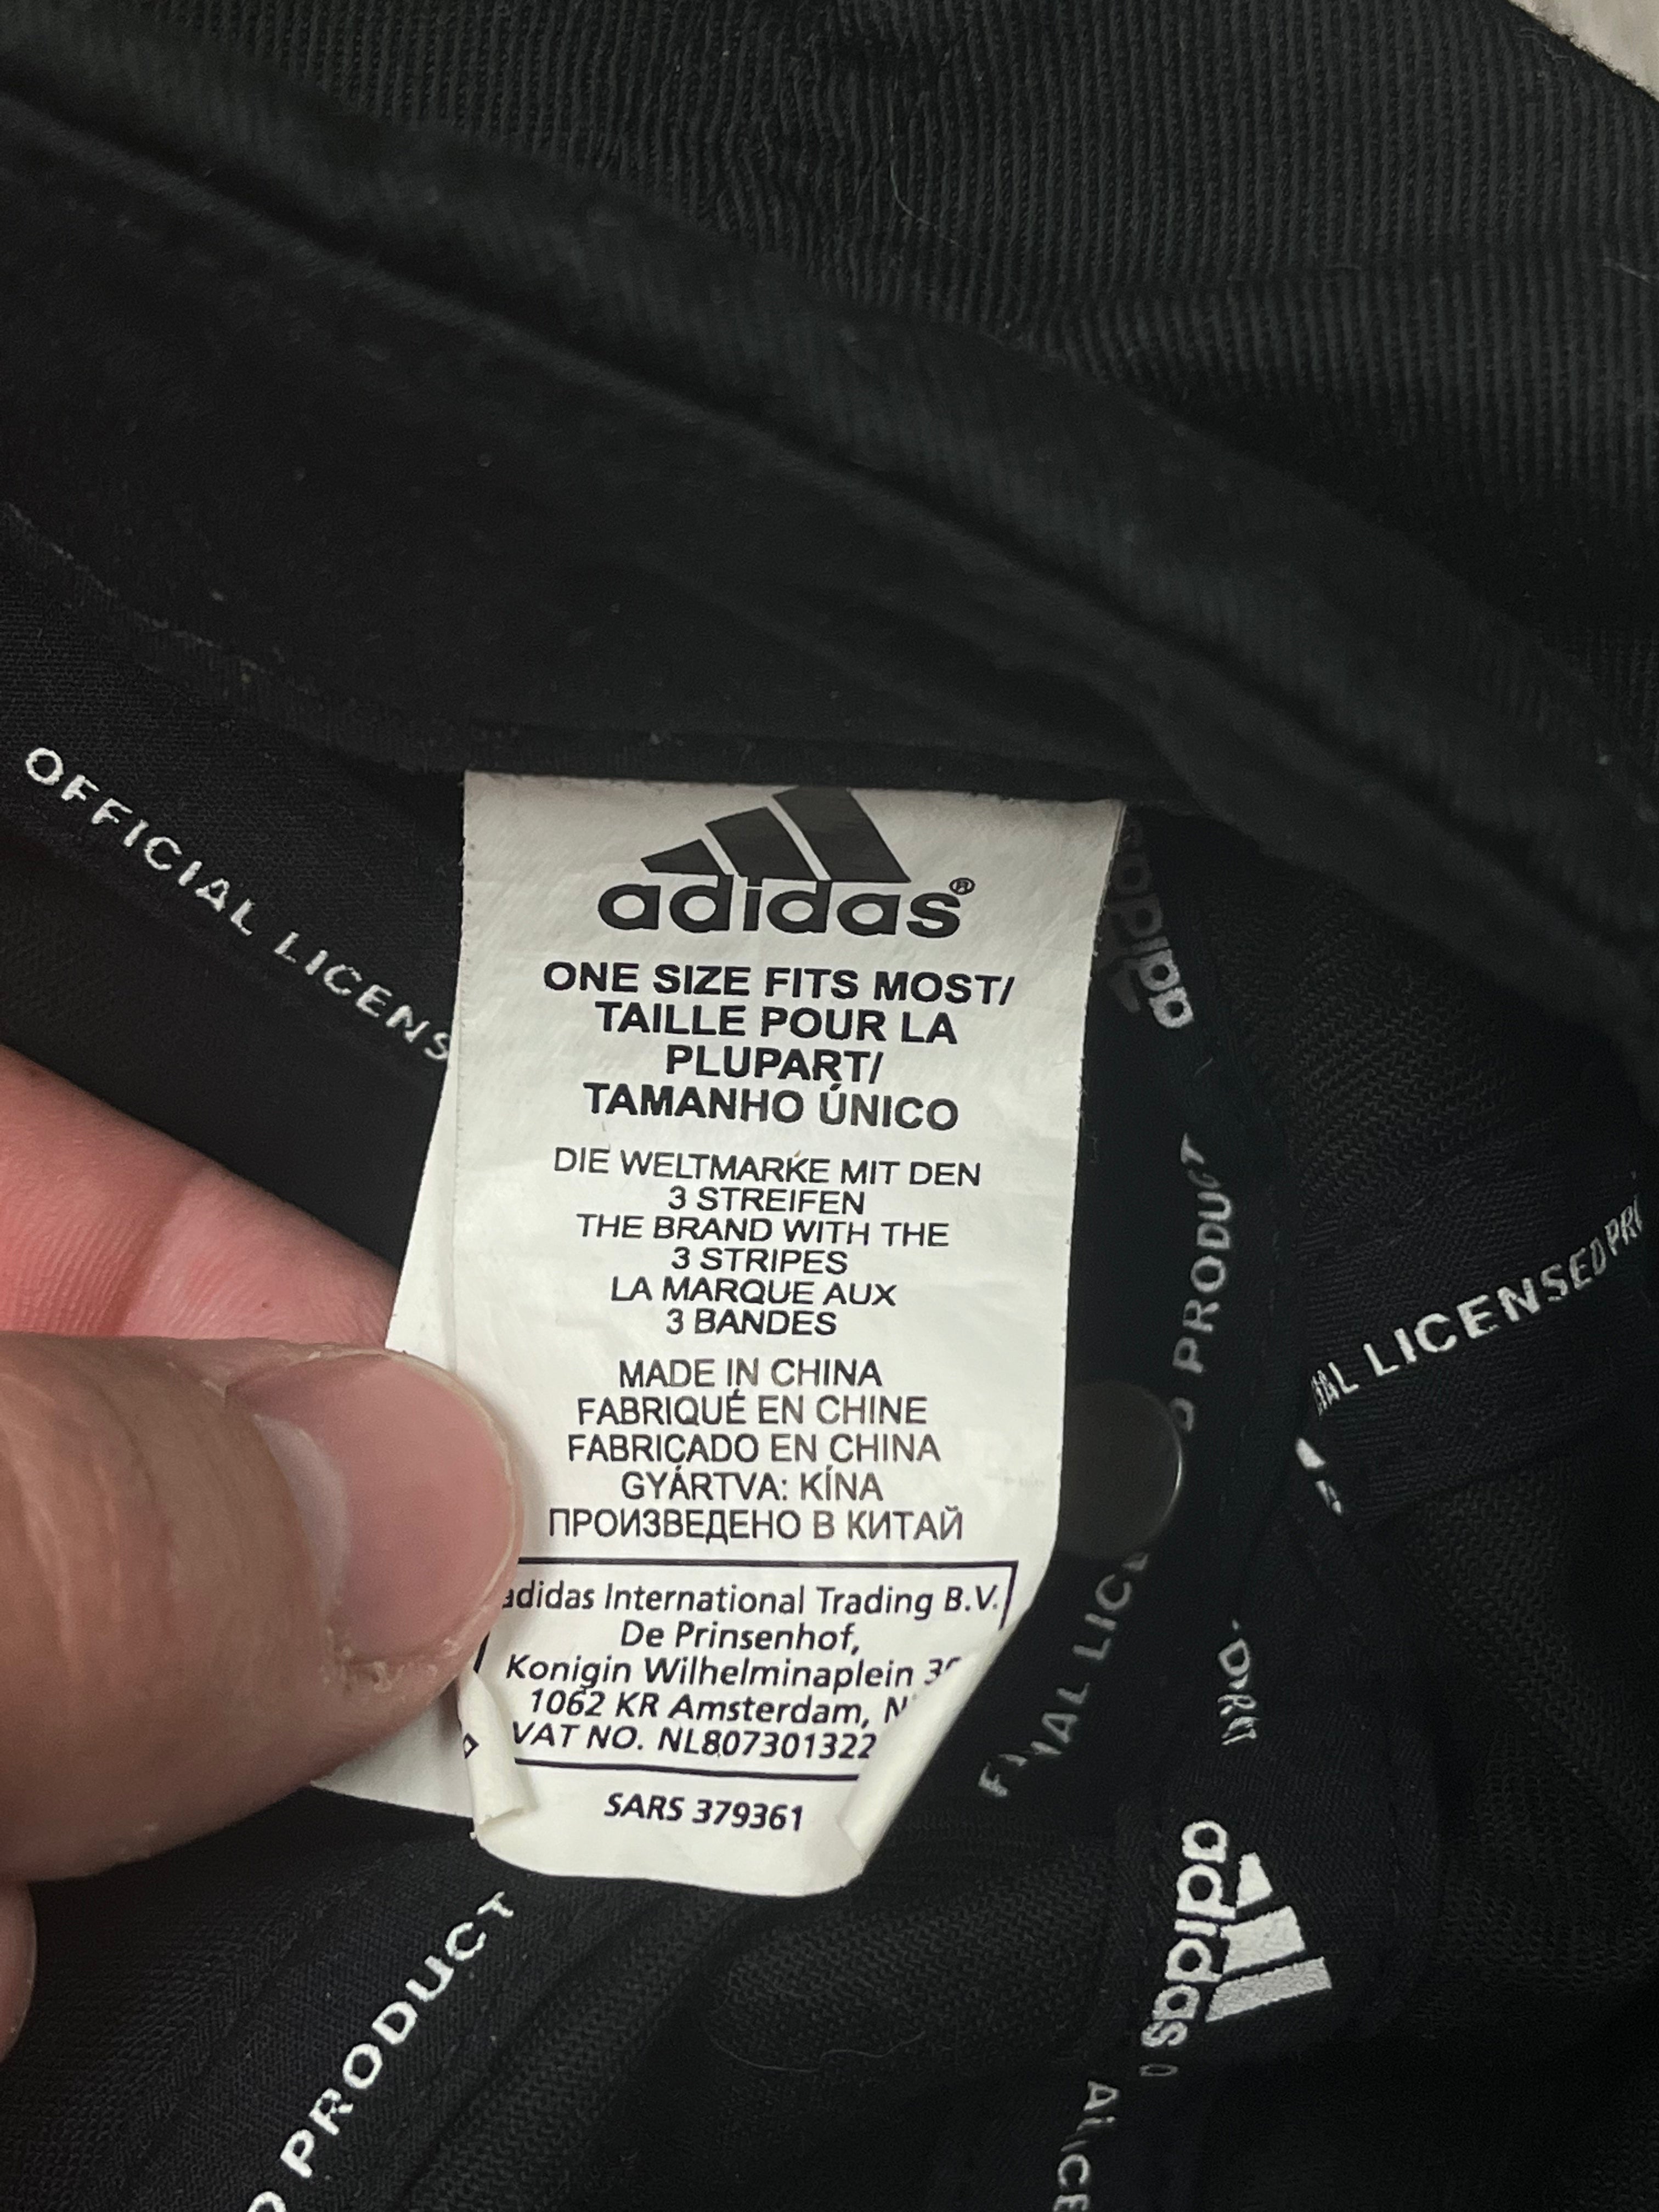 adidas®
ONE SIZE FITS MOST/
TAILLE POUR LA
PLUPART/
TAMANHO ÚNICO
DIE WELTMARKE MIT DEN
3 STREIFEN
THE BRAND WITH THE
3 STRIPES
LA MARQUE AUX
3 BANDES
MADE IN CHINA
FABRIQUÉ EN CHINE
FABRICADO EN CHINA
GYÁRTVA: KÍNA
ПРОИЗВЕДЕНО В КИТАЙ
adidas International Trading B.V.
De Prinsenhof,
Konigin Wilhelminaplein
1062 KR Amsterdam,
VAT NO. NL807301322
SARS 379361
OFFICIAL LICENS
adidas
PRODUCT
LICENSED
adidas
PRODUCT